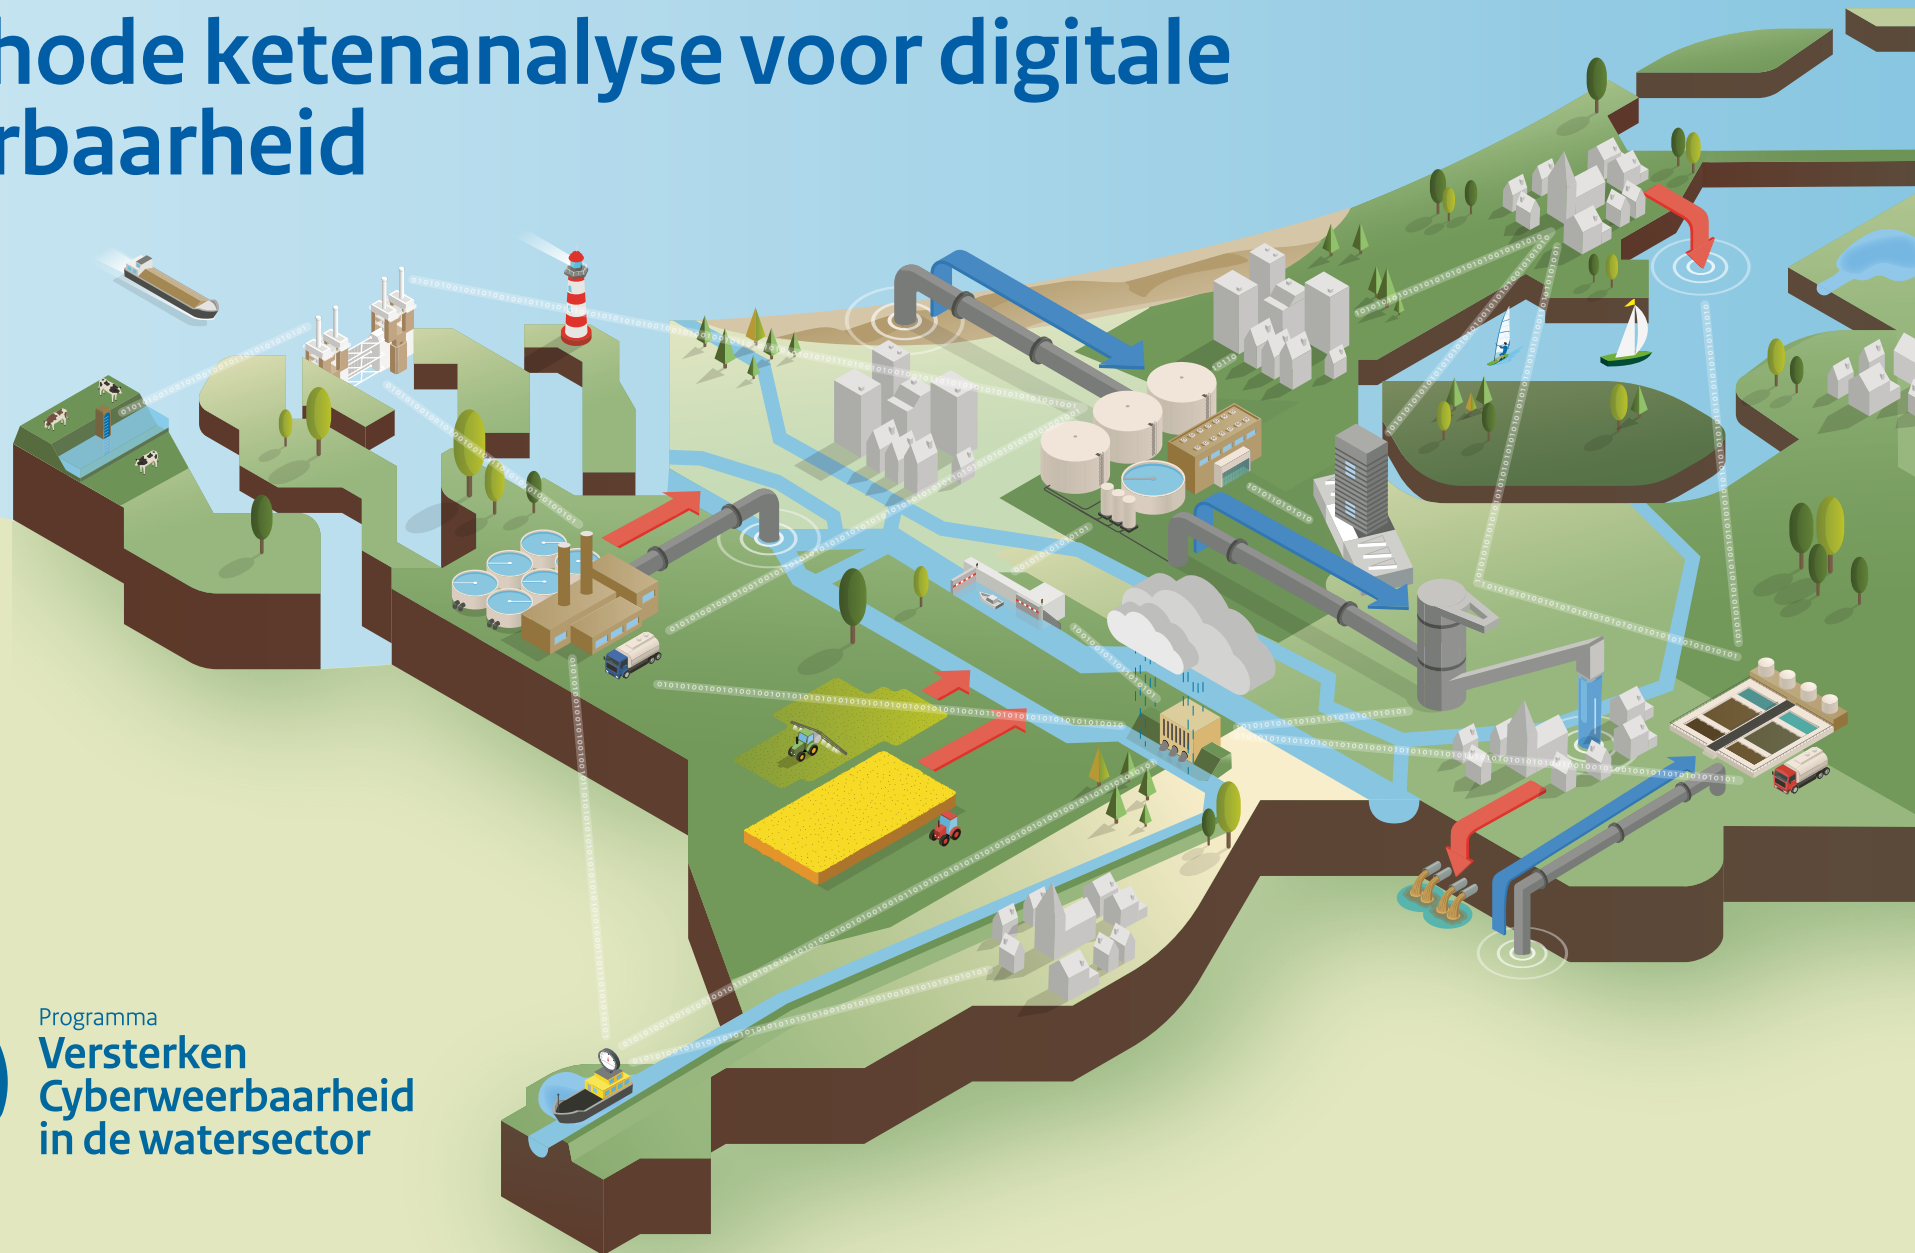 hode ketenanalyse voor digitale
rbaarheid
Programma
Versterken
Cyberweerbaarheid
in de watersector